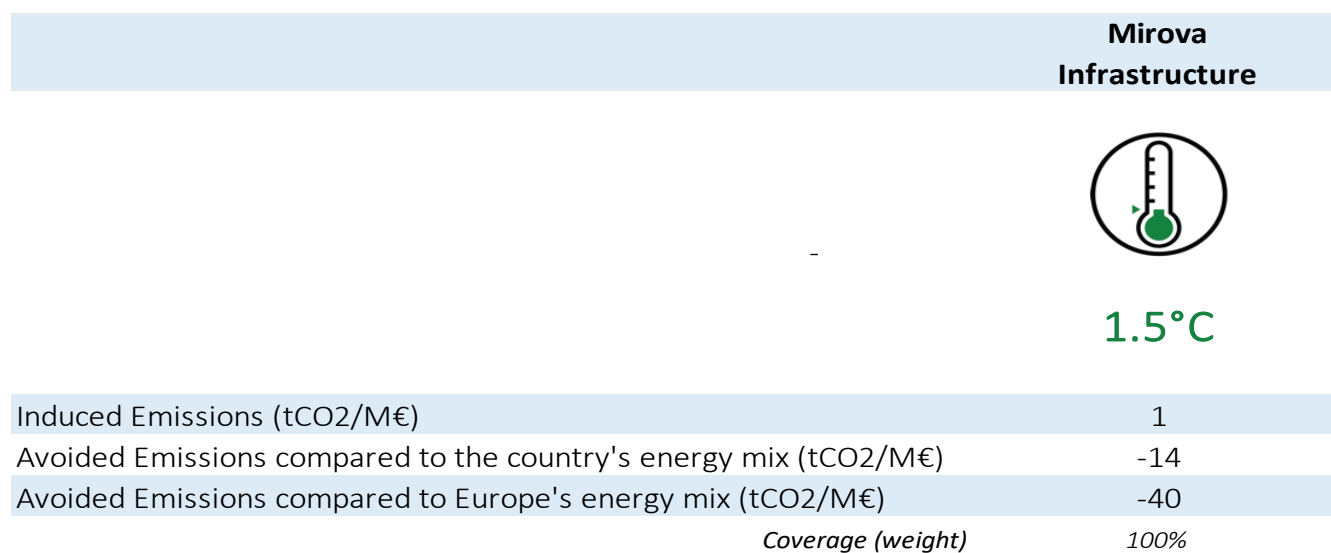 Mirova
Infrastructure
-
1.5°C
Induced Emissions (tCO2/M€) 1
Avoided Emissions compared to the country's energy mix (tCO2/M€) -14
Avoided Emissions compared to Europe's energy mix (tCO2/M€) -40
Coverage (weight) 100%